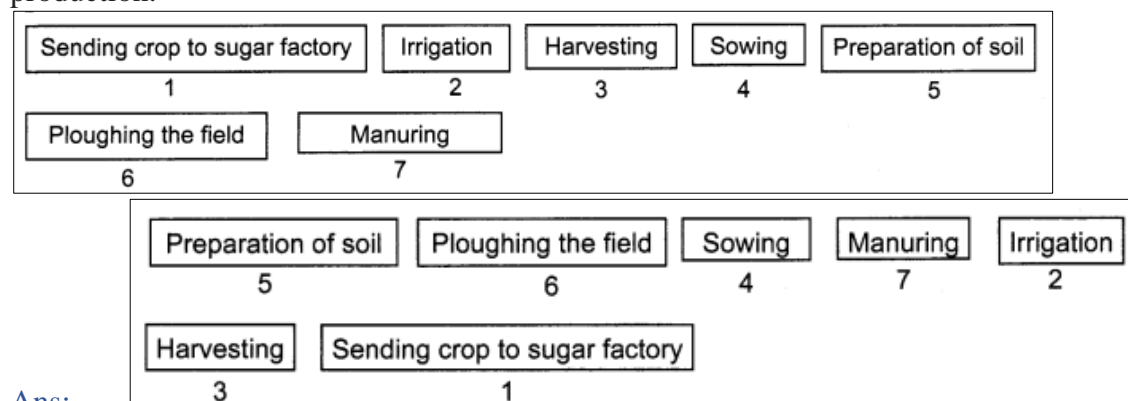 production.
Sending crop to sugar factory Irrigation Harvesting Sowing Preparation of soil
1 2 3 4 5
Ploughing the field Manuring
6 7
Preparation of soil Ploughing the field Sowing Manuring Irrigation
5 6 4 7 2
Harvesting Sending crop to sugar factory
3 1
Ans: